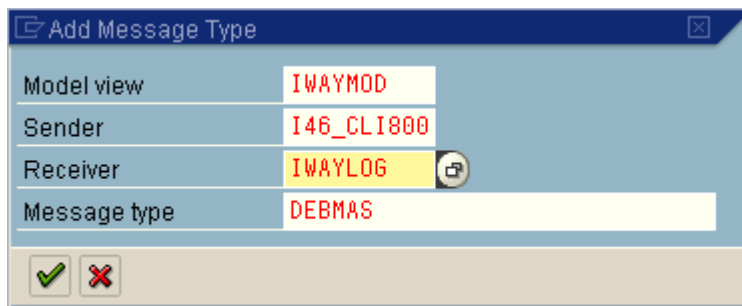 Add Message Type
Model view IWAYMOD
Sender I46_CLI800
Receiver IWAYLOG
Message type DEBMAS